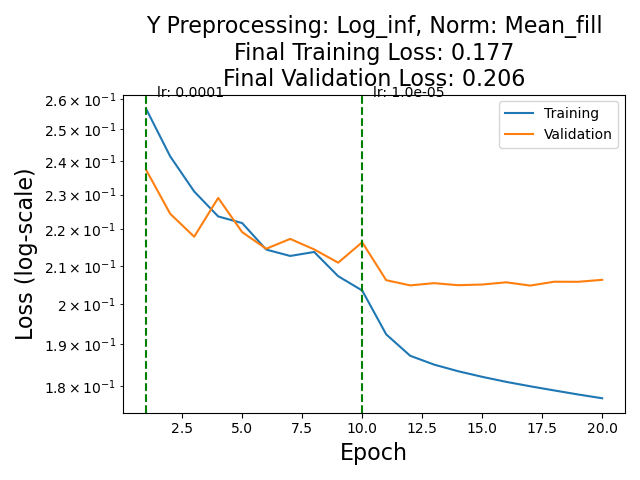 Y Preprocessing: Log_inf, Norm: Mean_fill
Final Training Loss: 0.177
Final Validation Loss: 0.206
lr: 0.0001
lr: 1.0e-05
Training
Validation
2.6 × 10⁻¹
2.5 × 10⁻¹
2.4 × 10⁻¹
2.3 × 10⁻¹
2.2 × 10⁻¹
2.1 × 10⁻¹
2 × 10⁻¹
1.9 × 10⁻¹
1.8 × 10⁻¹
Loss (log-scale)
2.5 5.0 7.5 10.0 12.5 15.0 17.5 20.0
Epoch